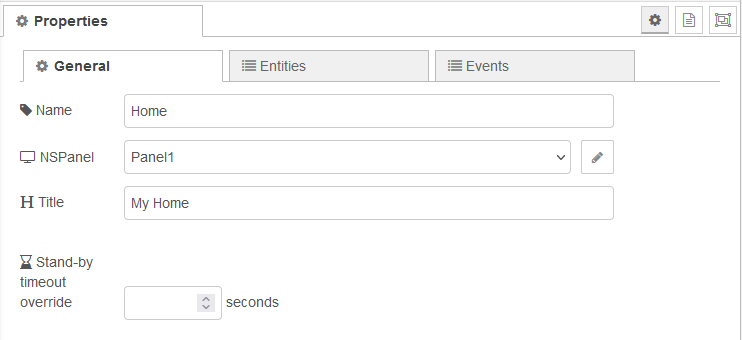 Properties
General
Entities
Events
Name
Home
NSPanel
Panel1
Title
My Home
Stand-by
timeout
override
seconds